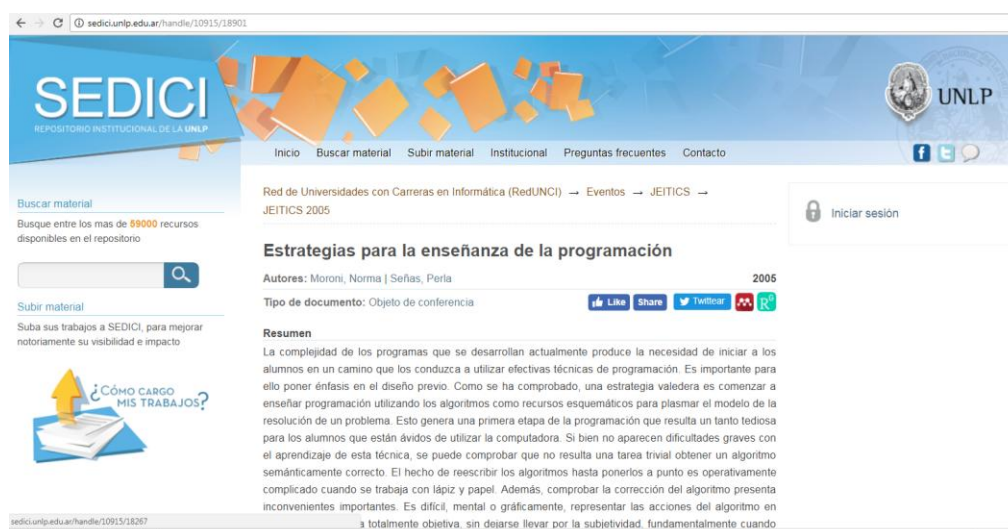 sedici.unlp.edu.ar/handle/10915/18901
SEDICI
REPOSITORIO INSTITUCIONAL DE LA UNLP
UNLP
Inicio Buscar material Subir material Institucional Preguntas frecuentes Contacto
Buscar material
Busque entre los mas de 59000 recursos
disponibles en el repositorio
Subir material
Suba sus trabajos a SEDICI, para mejorar
notoriamente su visibilidad e impacto
¿CÓMO CARGO
MIS TRABAJOS?
Red de Universidades con Carreras en Informática (RedUNCI) → Eventos → JEITICS →
JEITICS 2005
Estrategias para la enseñanza de la programación
Autores: Moroni, Norma | Señas, Perla 2005
Tipo de documento: Objeto de conferencia
Like Share Twittear
Resumen
La complejidad de los programas que se desarrollan actualmente produce la necesidad de iniciar a los
alumnos en un camino que los conduzca a utilizar efectivas técnicas de programación. Es importante para
ello poner énfasis en el diseño previo. Como se ha comprobado, una estrategia valedera es comenzar a
enseñar programación utilizando los algoritmos como recursos esquemáticos para plasmar el modelo de la
resolución de un problema. Esto genera una primera etapa de la programación que resulta un tanto tediosa
para los alumnos que están ávidos de utilizar la computadora. Si bien no aparecen dificultades graves con
el aprendizaje de esta técnica, se puede comprobar que no resulta una tarea trivial obtener un algoritmo
semánticamente correcto. El hecho de reescribir los algoritmos hasta ponerlos a punto es operativamente
complicado cuando se trabaja con lápiz y papel. Además, comprobar la corrección del algoritmo presenta
inconvenientes importantes. Es difícil, mental o gráficamente, representar las acciones del algoritmo en
a totalmente objetiva, sin dejarse llevar por la subjetividad, fundamentalmente cuando
Iniciar sesión
sedici.unlp.edu.ar/handle/10915/18267